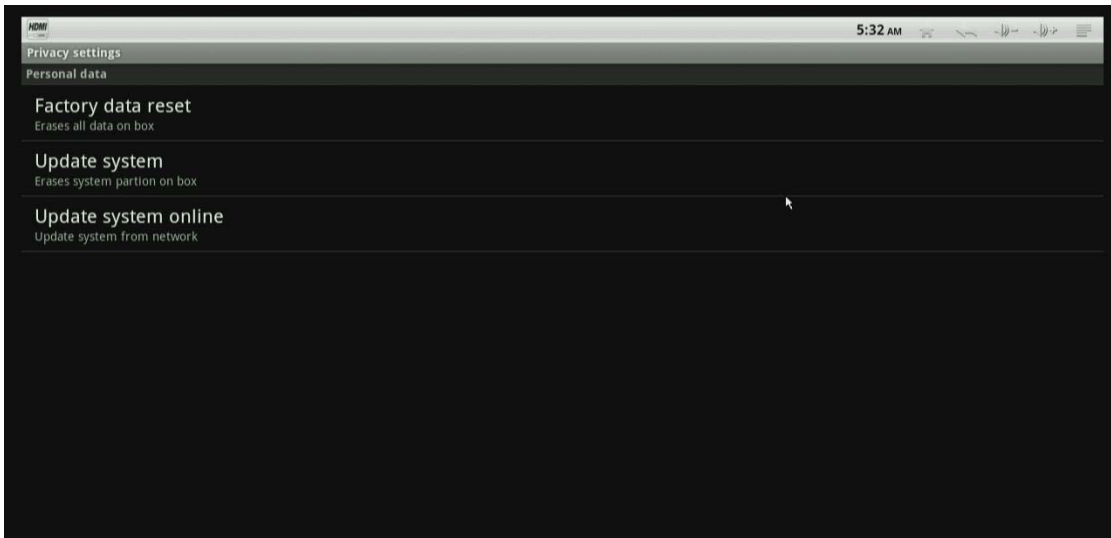 HDMI
5:32 AM
Privacy settings
Personal data
Factory data reset
Erases all data on box
Update system
Erases system partion on box
Update system online
Update system from network